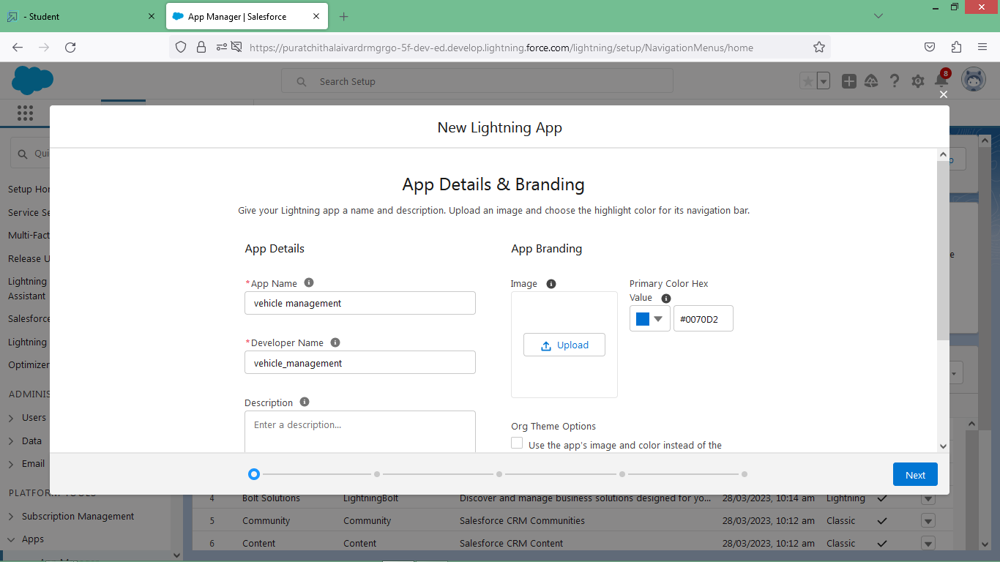 - Student
App Manager | Salesforce
https://puratchithalaivardrmgrgo-5f-dev-ed.develop.lightning.force.com/lightning/setup/NavigationMenus/home
Search Setup
8
New Lightning App
Qui
App Details & Branding
Give your Lightning app a name and description. Upload an image and choose the highlight color for its navigation bar.
App Details
App Branding
*App Name
vehicle management
*Developer Name
vehicle_management
Description
Enter a description...
Image
Upload
Primary Color Hex
Value
#0070D2
Org Theme Options
Use the app's image and color instead of the
Next
Setup Hom
Service Se
Multi-Fact
Release U
Lightning
Assistant
Salesforce
Lightning
Optimizer
ADMINIS
Users
Data
Email
PLATFORM TOOLS
Subscription Management
Apps
4 Bolt Solutions LightningBolt Discover and manage business solutions designed for yo... 28/03/2023, 10:14 am Lightning
5 Community Community Salesforce CRM Communities 28/03/2023, 10:12 am Classic
6 Content Content Salesforce CRM Content 28/03/2023, 10:12 am Classic